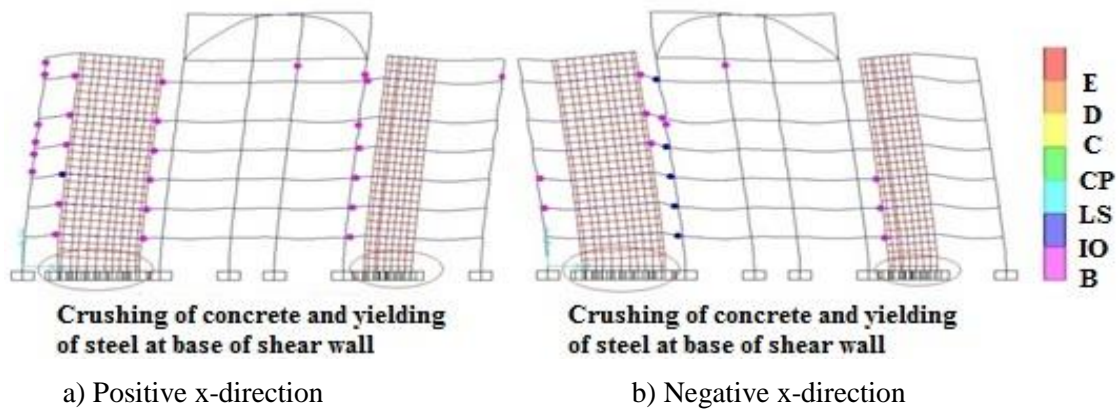 E
D
C
CP
LS
IO
B
Crushing of concrete and yielding
of steel at base of shear wall
Crushing of concrete and yielding
of steel at base of shear wall
a) Positive x-direction
b) Negative x-direction